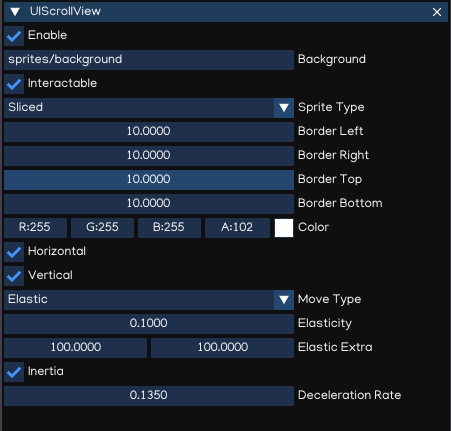 UIScrollView
Enable
sprites/background Background
Interactable
Sliced Sprite Type
10.0000 Border Left
10.0000 Border Right
10.0000 Border Top
10.0000 Border Bottom
R:255 G:255 B:255 A:102 Color
Horizontal
Vertical
Elastic Move Type
0.1000 Elasticity
100.0000 100.0000 Elastic Extra
Inertia
0.1350 Deceleration Rate